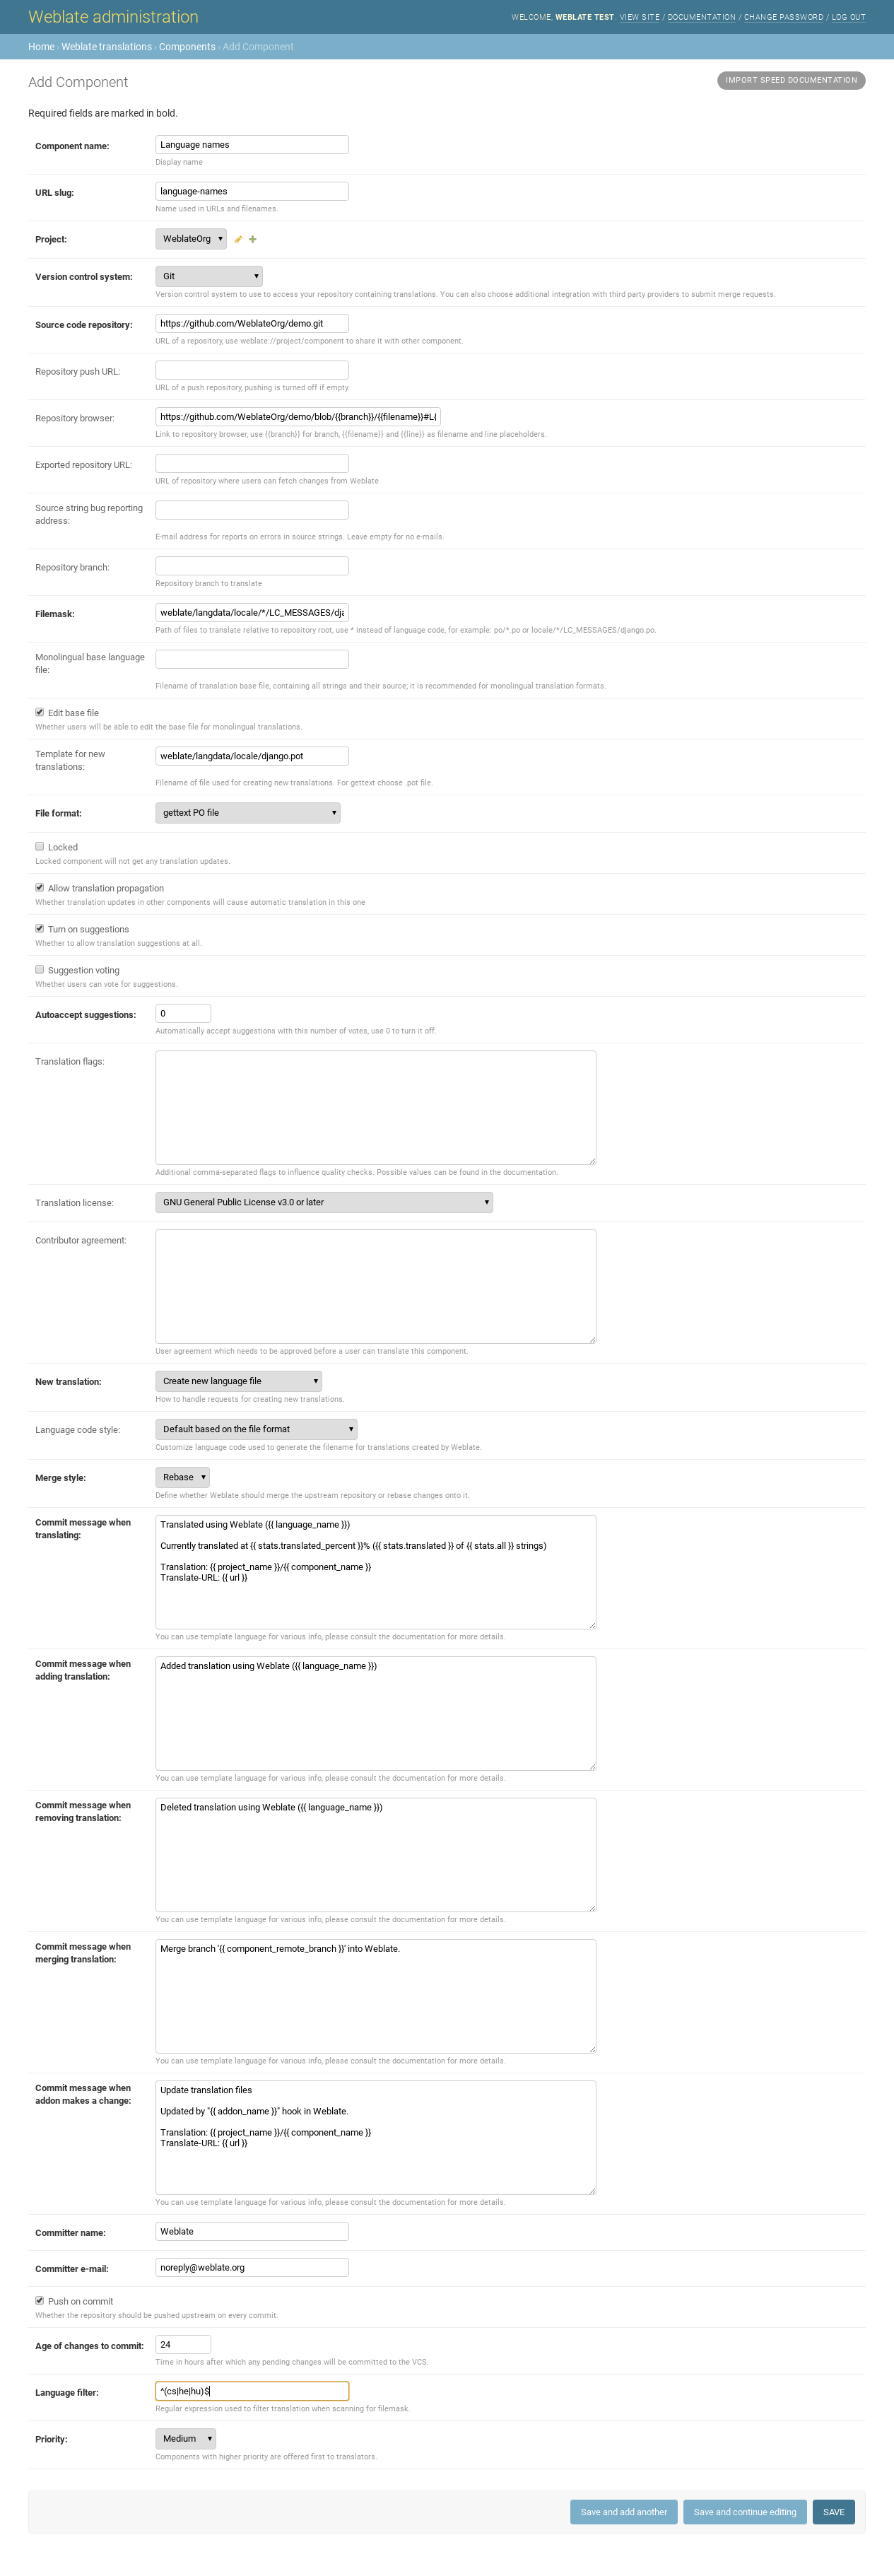 Weblate administration
WELCOME, WEBLATE TEST. VIEW SITE / DOCUMENTATION / CHANGE PASSWORD / LOG OUT
Home › Weblate translations › Components › Add Component
Add Component
IMPORT SPEED DOCUMENTATION
Required fields are marked in bold.
Component name: Language names
Display name
URL slug: language-names
Name used in URLs and filenames.
Project: WeblateOrg
Version control system: Git
Version control system to use to access your repository containing translations. You can also choose additional integration with third party providers to submit merge requests.
Source code repository: https://github.com/WeblateOrg/demo.git
URL of a repository, use weblate://project/component to share it with other component.
Repository push URL:
URL of a push repository, pushing is turned off if empty.
Repository browser: https://github.com/WeblateOrg/demo/blob/{{branch}}/{{filename}}#L{
Link to repository browser, use {{branch}} for branch, {{filename}} and {{line}} as filename and line placeholders.
Exported repository URL:
URL of repository where users can fetch changes from Weblate
Source string bug reporting
address:
E-mail address for reports on errors in source strings. Leave empty for no e-mails.
Repository branch:
Repository branch to translate
Filemask: weblate/langdata/locale/*/LC_MESSAGES/dja
Path of files to translate relative to repository root, use * instead of language code, for example: po/*.po or locale/*/LC_MESSAGES/django.po.
Monolingual base language
file:
Filename of translation base file, containing all strings and their source; it is recommended for monolingual translation formats.
Edit base file
Whether users will be able to edit the base file for monolingual translations.
Template for new
translations: weblate/langdata/locale/django.pot
Filename of file used for creating new translations. For gettext choose .pot file.
File format: gettext PO file
Locked
Locked component will not get any translation updates.
Allow translation propagation
Whether translation updates in other components will cause automatic translation in this one
Turn on suggestions
Whether to allow translation suggestions at all.
Suggestion voting
Whether users can vote for suggestions.
Autoaccept suggestions: 0
Automatically accept suggestions with this number of votes, use 0 to turn it off.
Translation flags:
Additional comma-separated flags to influence quality checks. Possible values can be found in the documentation.
Translation license: GNU General Public License v3.0 or later
Contributor agreement:
User agreement which needs to be approved before a user can translate this component.
New translation: Create new language file
How to handle requests for creating new translations.
Language code style: Default based on the file format
Customize language code used to generate the filename for translations created by Weblate.
Merge style: Rebase
Define whether Weblate should merge the upstream repository or rebase changes onto it.
Commit message when
translating:
Translated using Weblate ({{ language_name }})
Currently translated at {{ stats.translated_percent }}% ({{ stats.translated }} of {{ stats.all }} strings)
Translation: {{ project_name }}/{{ component_name }}
Translate-URL: {{ url }}
You can use template language for various info, please consult the documentation for more details.
Commit message when
adding translation:
Added translation using Weblate ({{ language_name }})
You can use template language for various info, please consult the documentation for more details.
Commit message when
removing translation:
Deleted translation using Weblate ({{ language_name }})
You can use template language for various info, please consult the documentation for more details.
Commit message when
merging translation:
Merge branch '{{ component_remote_branch }}' into Weblate.
You can use template language for various info, please consult the documentation for more details.
Commit message when
addon makes a change:
Update translation files
Updated by "{{ addon_name }}" hook in Weblate.
Translation: {{ project_name }}/{{ component_name }}
Translate-URL: {{ url }}
You can use template language for various info, please consult the documentation for more details.
Committer name: Weblate
Committer e-mail: noreply@weblate.org
Push on commit
Whether the repository should be pushed upstream on every commit.
Age of changes to commit: 24
Time in hours after which any pending changes will be committed to the VCS.
Language filter: ^(cs|he|hu)$
Regular expression used to filter translation when scanning for filemask.
Priority: Medium
Components with higher priority are offered first to translators.
Save and add another
Save and continue editing
SAVE